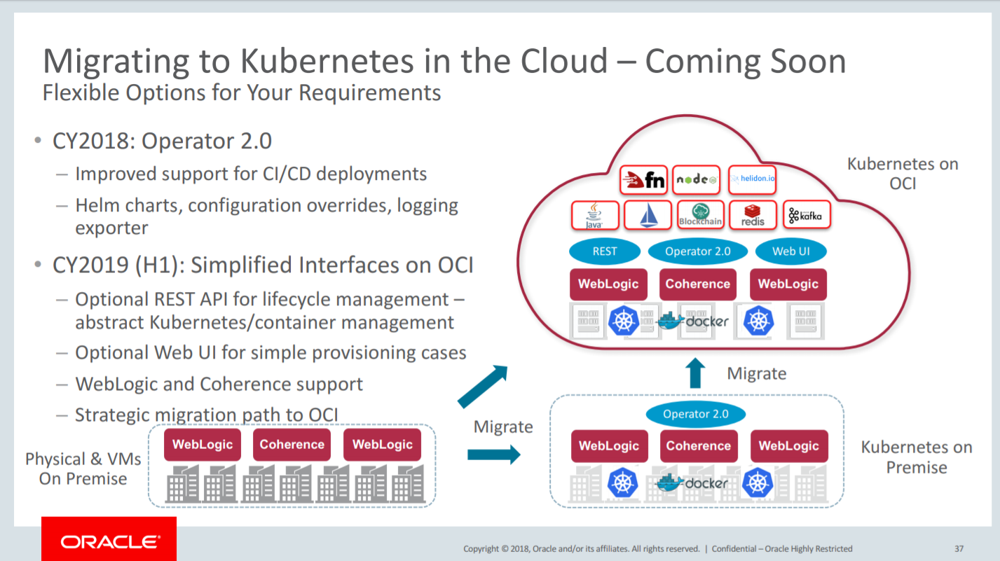 Migrating to Kubernetes in the Cloud – Coming Soon
Flexible Options for Your Requirements
• CY2018: Operator 2.0
– Improved support for CI/CD deployments
– Helm charts, configuration overrides, logging
exporter
• CY2019 (H1): Simplified Interfaces on OCI
– Optional REST API for lifecycle management –
abstract Kubernetes/container management
– Optional Web UI for simple provisioning cases
– WebLogic and Coherence support
– Strategic migration path to OCI
Physical & VMs
On Premise
WebLogic Coherence WebLogic
Migrate
Kubernetes on
OCI
fn node helidon.io
Java Blockchain redis kafka
REST Operator 2.0 Web UI
WebLogic Coherence WebLogic
docker
Migrate
Operator 2.0
WebLogic Coherence WebLogic
docker
Kubernetes on
Premise
ORACLE
Copyright © 2018, Oracle and/or its affiliates. All rights reserved. | Confidential – Oracle Highly Restricted 37